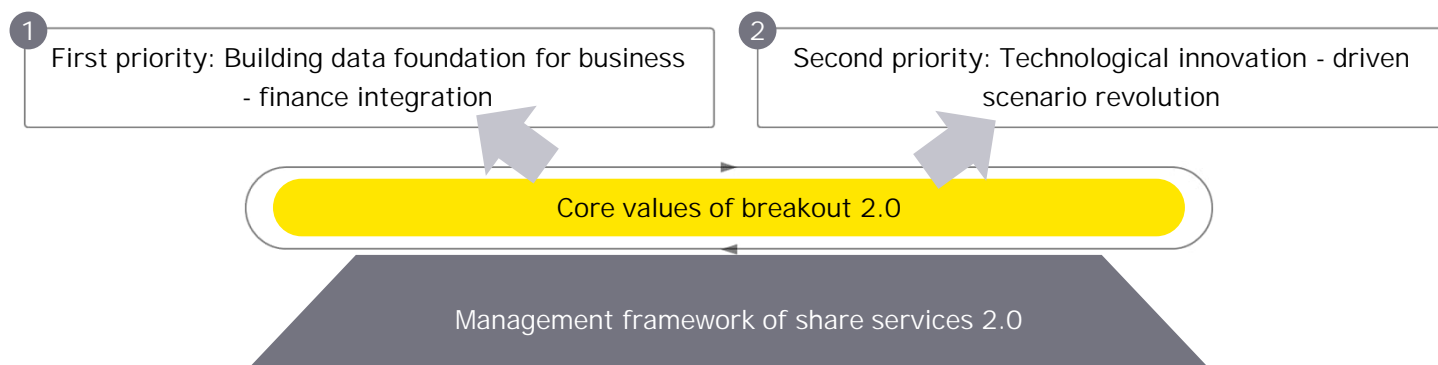 1
First priority: Building data foundation for business
- finance integration
2
Second priority: Technological innovation - driven
scenario revolution
Core values of breakout 2.0
Management framework of share services 2.0